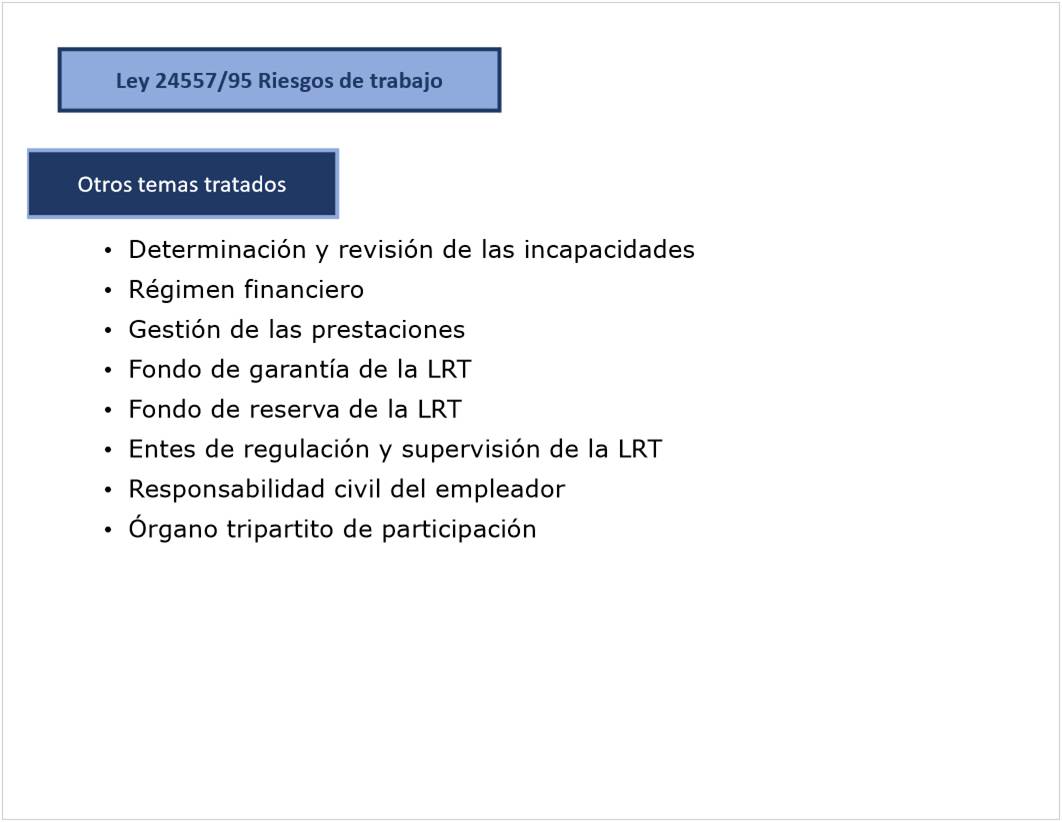 Ley 24557/95 Riesgos de trabajo
Otros temas tratados
• Determinación y revisión de las incapacidades
• Régimen financiero
• Gestión de las prestaciones
• Fondo de garantía de la LRT
• Fondo de reserva de la LRT
• Entes de regulación y supervisión de la LRT
• Responsabilidad civil del empleador
• Órgano tripartito de participación